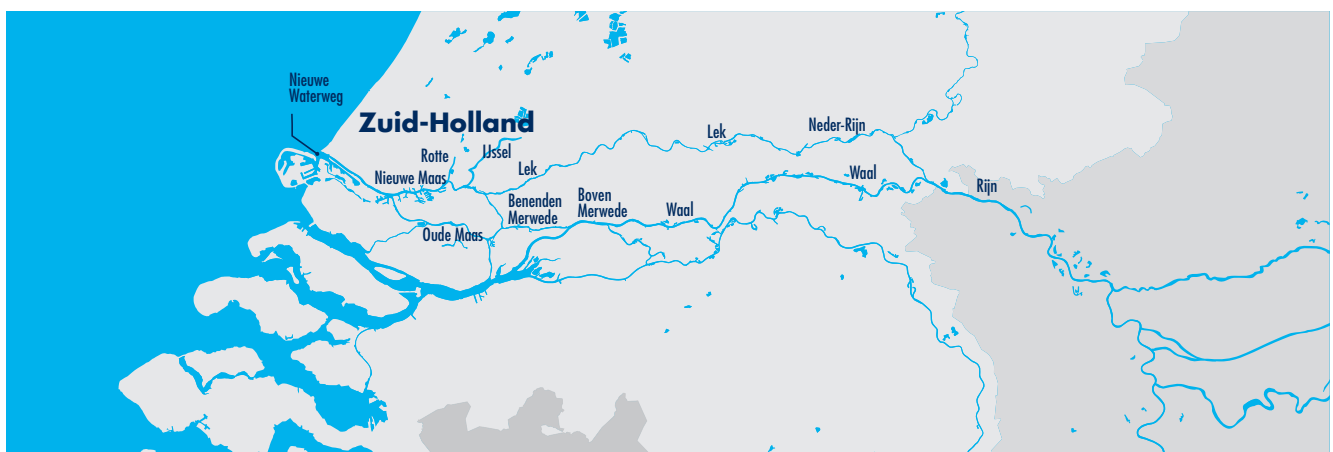 Nieuwe
Waterweg
Zuid-Holland
Rotte
IJssel
Lek
Neder-Rijn
Nieuwe Maas
Lek
Waal
Rijn
Benenden
Merwede
Boven
Merwede
Waal
Oude Maas